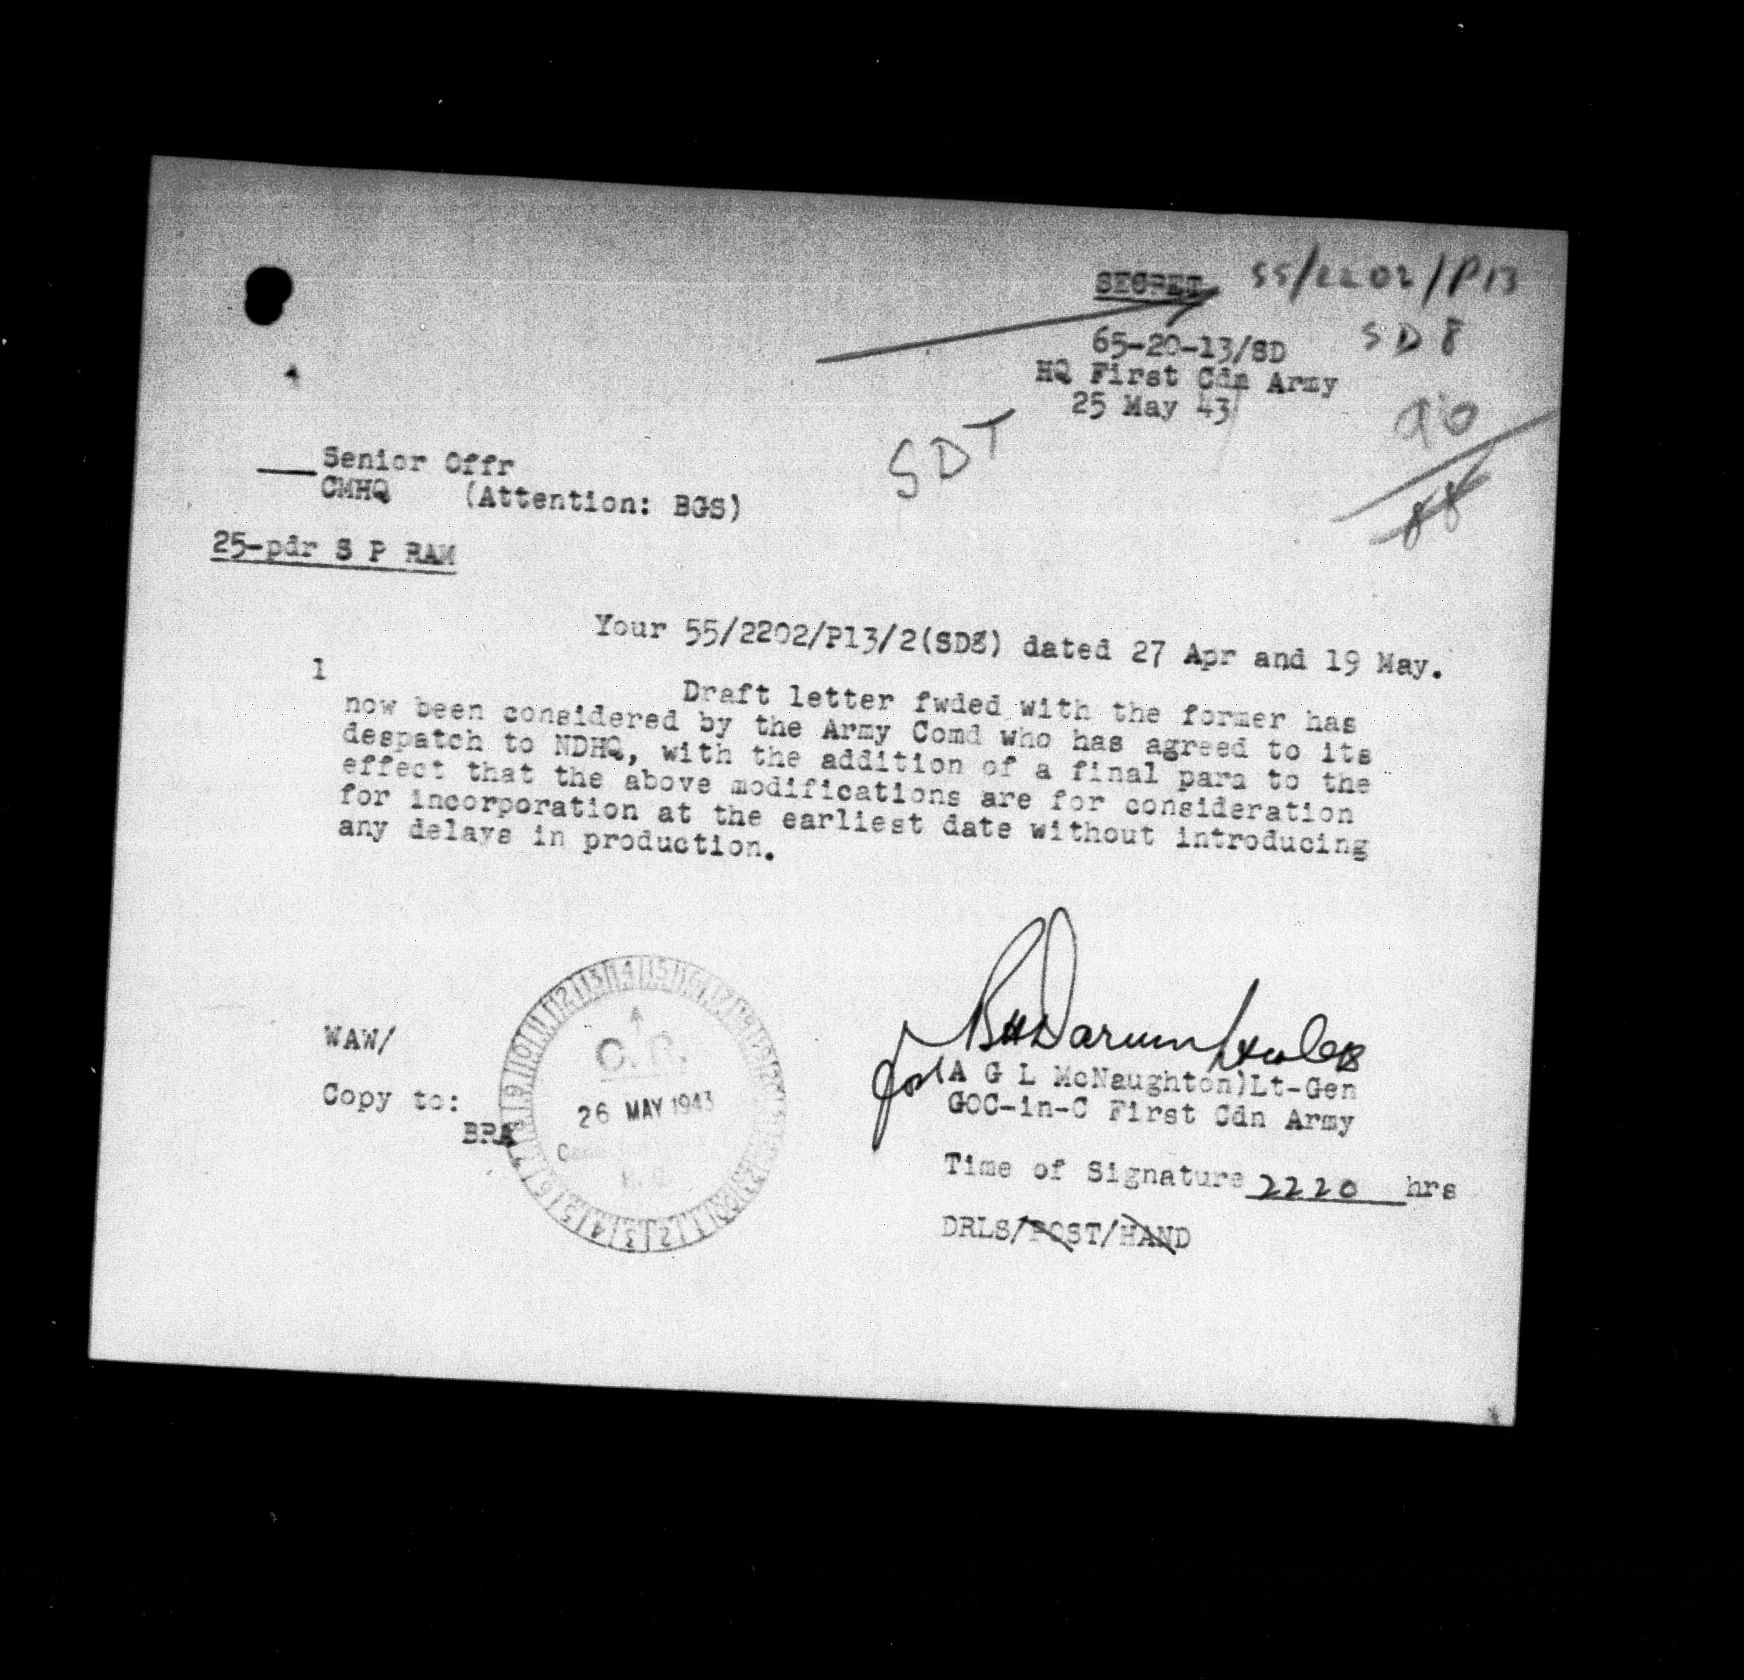 SECRET 55/2202/P13
65-20-13/SD SD8
HQ First Cdn Army
25 May 43
90
SDT
88
Senior Offr
CMHQ (Attention: BGS)
25-pdr S P RAM
Your 55/2202/P13/2(SD8) dated 27 Apr and 19 May.
1
Draft letter fwded with the former has
now been considered by the Army Comd who has agreed to its
despatch to NDHQ, with the addition of a final para to the
effect that the above modifications are for consideration
for incorporation at the earliest date without introducing
any delays in production.
WAW/
Copy to:
BRA
C.R.
26 MAY 1943
for (A G L McNaughton) Lt-Gen
GOC-in-C First Cdn Army
Time of Signature 2220 hrs
DRLS/POST/HAND